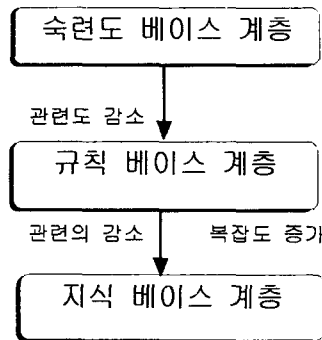 숙련도 베이스 계층
관련도 감소
규칙 베이스 계층
관련의 감소 복잡도 증가
지식 베이스 계층